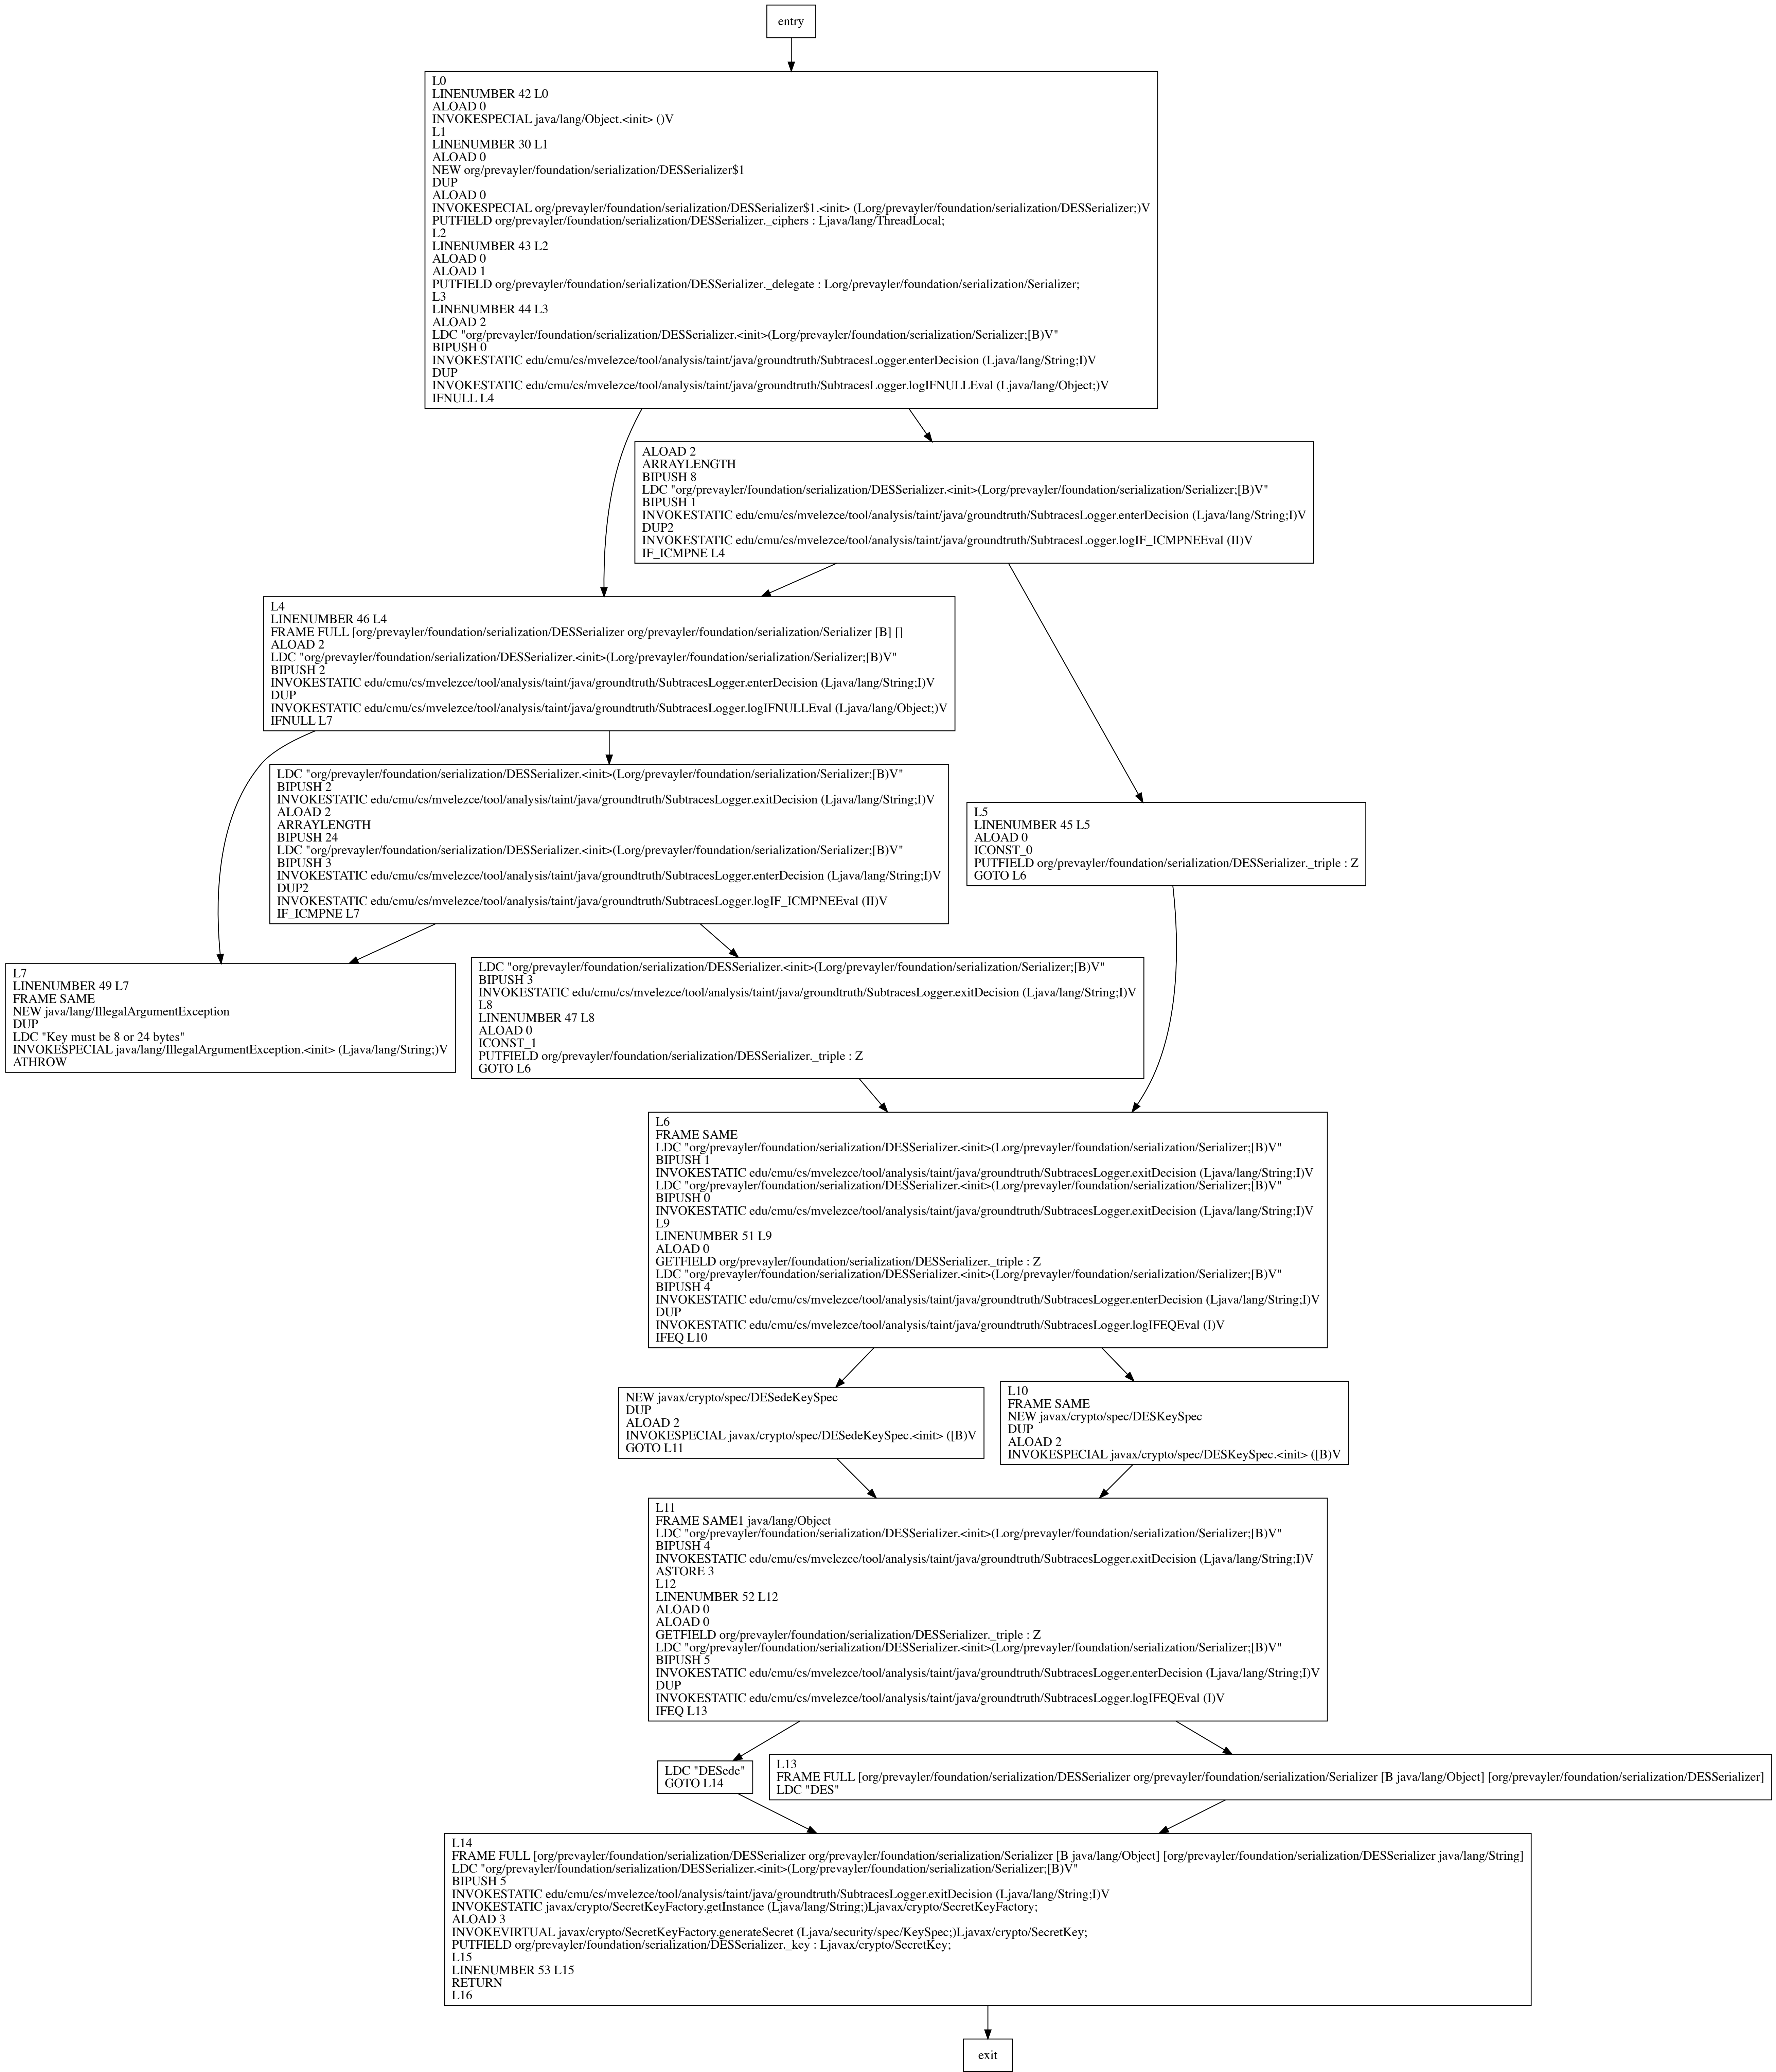 entry
L0
LINENUMBER 42 L0
ALOAD 0
INVOKESPECIAL java/lang/Object.<init> ()V
L1
LINENUMBER 30 L1
ALOAD 0
NEW org/prevayler/foundation/serialization/DESSerializer$1
DUP
ALOAD 0
INVOKESPECIAL org/prevayler/foundation/serialization/DESSerializer$1.<init> (Lorg/prevayler/foundation/serialization/DESSerializer;)V
PUTFIELD org/prevayler/foundation/serialization/DESSerializer._ciphers : Ljava/lang/ThreadLocal;
L2
LINENUMBER 43 L2
ALOAD 0
ALOAD 1
PUTFIELD org/prevayler/foundation/serialization/DESSerializer._delegate : Lorg/prevayler/foundation/serialization/Serializer;
L3
LINENUMBER 44 L3
ALOAD 2
LDC "org/prevayler/foundation/serialization/DESSerializer.<init>(Lorg/prevayler/foundation/serialization/Serializer;[B)V"
BIPUSH 0
INVOKESTATIC edu/cmu/cs/mvelezce/tool/analysis/taint/java/groundtruth/SubtracesLogger.enterDecision (Ljava/lang/String;I)V
DUP
INVOKESTATIC edu/cmu/cs/mvelezce/tool/analysis/taint/java/groundtruth/SubtracesLogger.logIFNULLEval (Ljava/lang/Object;)V
IFNULL L4
ALOAD 2
ARRAYLENGTH
BIPUSH 8
LDC "org/prevayler/foundation/serialization/DESSerializer.<init>(Lorg/prevayler/foundation/serialization/Serializer;[B)V"
BIPUSH 1
INVOKESTATIC edu/cmu/cs/mvelezce/tool/analysis/taint/java/groundtruth/SubtracesLogger.enterDecision (Ljava/lang/String;I)V
DUP2
INVOKESTATIC edu/cmu/cs/mvelezce/tool/analysis/taint/java/groundtruth/SubtracesLogger.logIF_ICMPNEEval (II)V
IF_ICMPNE L4
L4
LINENUMBER 46 L4
FRAME FULL [org/prevayler/foundation/serialization/DESSerializer org/prevayler/foundation/serialization/Serializer [B] []
ALOAD 2
LDC "org/prevayler/foundation/serialization/DESSerializer.<init>(Lorg/prevayler/foundation/serialization/Serializer;[B)V"
BIPUSH 2
INVOKESTATIC edu/cmu/cs/mvelezce/tool/analysis/taint/java/groundtruth/SubtracesLogger.enterDecision (Ljava/lang/String;I)V
DUP
INVOKESTATIC edu/cmu/cs/mvelezce/tool/analysis/taint/java/groundtruth/SubtracesLogger.logIFNULLEval (Ljava/lang/Object;)V
IFNULL L7
LDC "org/prevayler/foundation/serialization/DESSerializer.<init>(Lorg/prevayler/foundation/serialization/Serializer;[B)V"
BIPUSH 2
INVOKESTATIC edu/cmu/cs/mvelezce/tool/analysis/taint/java/groundtruth/SubtracesLogger.exitDecision (Ljava/lang/String;I)V
ALOAD 2
ARRAYLENGTH
BIPUSH 24
LDC "org/prevayler/foundation/serialization/DESSerializer.<init>(Lorg/prevayler/foundation/serialization/Serializer;[B)V"
BIPUSH 3
INVOKESTATIC edu/cmu/cs/mvelezce/tool/analysis/taint/java/groundtruth/SubtracesLogger.enterDecision (Ljava/lang/String;I)V
DUP2
INVOKESTATIC edu/cmu/cs/mvelezce/tool/analysis/taint/java/groundtruth/SubtracesLogger.logIF_ICMPNEEval (II)V
IF_ICMPNE L7
L5
LINENUMBER 45 L5
ALOAD 0
ICONST_0
PUTFIELD org/prevayler/foundation/serialization/DESSerializer._triple : Z
GOTO L6
L7
LINENUMBER 49 L7
FRAME SAME
NEW java/lang/IllegalArgumentException
DUP
LDC "Key must be 8 or 24 bytes"
INVOKESPECIAL java/lang/IllegalArgumentException.<init> (Ljava/lang/String;)V
ATHROW
LDC "org/prevayler/foundation/serialization/DESSerializer.<init>(Lorg/prevayler/foundation/serialization/Serializer;[B)V"
BIPUSH 3
INVOKESTATIC edu/cmu/cs/mvelezce/tool/analysis/taint/java/groundtruth/SubtracesLogger.exitDecision (Ljava/lang/String;I)V
L8
LINENUMBER 47 L8
ALOAD 0
ICONST_1
PUTFIELD org/prevayler/foundation/serialization/DESSerializer._triple : Z
GOTO L6
L6
FRAME SAME
LDC "org/prevayler/foundation/serialization/DESSerializer.<init>(Lorg/prevayler/foundation/serialization/Serializer;[B)V"
BIPUSH 1
INVOKESTATIC edu/cmu/cs/mvelezce/tool/analysis/taint/java/groundtruth/SubtracesLogger.exitDecision (Ljava/lang/String;I)V
LDC "org/prevayler/foundation/serialization/DESSerializer.<init>(Lorg/prevayler/foundation/serialization/Serializer;[B)V"
BIPUSH 0
INVOKESTATIC edu/cmu/cs/mvelezce/tool/analysis/taint/java/groundtruth/SubtracesLogger.exitDecision (Ljava/lang/String;I)V
L9
LINENUMBER 51 L9
ALOAD 0
GETFIELD org/prevayler/foundation/serialization/DESSerializer._triple : Z
LDC "org/prevayler/foundation/serialization/DESSerializer.<init>(Lorg/prevayler/foundation/serialization/Serializer;[B)V"
BIPUSH 4
INVOKESTATIC edu/cmu/cs/mvelezce/tool/analysis/taint/java/groundtruth/SubtracesLogger.enterDecision (Ljava/lang/String;I)V
DUP
INVOKESTATIC edu/cmu/cs/mvelezce/tool/analysis/taint/java/groundtruth/SubtracesLogger.logIFEQEval (I)V
IFEQ L10
NEW javax/crypto/spec/DESedeKeySpec
DUP
ALOAD 2
INVOKESPECIAL javax/crypto/spec/DESedeKeySpec.<init> ([B)V
GOTO L11
L10
FRAME SAME
NEW javax/crypto/spec/DESKeySpec
DUP
ALOAD 2
INVOKESPECIAL javax/crypto/spec/DESKeySpec.<init> ([B)V
L11
FRAME SAME1 java/lang/Object
LDC "org/prevayler/foundation/serialization/DESSerializer.<init>(Lorg/prevayler/foundation/serialization/Serializer;[B)V"
BIPUSH 4
INVOKESTATIC edu/cmu/cs/mvelezce/tool/analysis/taint/java/groundtruth/SubtracesLogger.exitDecision (Ljava/lang/String;I)V
ASTORE 3
L12
LINENUMBER 52 L12
ALOAD 0
ALOAD 0
GETFIELD org/prevayler/foundation/serialization/DESSerializer._triple : Z
LDC "org/prevayler/foundation/serialization/DESSerializer.<init>(Lorg/prevayler/foundation/serialization/Serializer;[B)V"
BIPUSH 5
INVOKESTATIC edu/cmu/cs/mvelezce/tool/analysis/taint/java/groundtruth/SubtracesLogger.enterDecision (Ljava/lang/String;I)V
DUP
INVOKESTATIC edu/cmu/cs/mvelezce/tool/analysis/taint/java/groundtruth/SubtracesLogger.logIFEQEval (I)V
IFEQ L13
LDC "DESede"
GOTO L14
L13
FRAME FULL [org/prevayler/foundation/serialization/DESSerializer org/prevayler/foundation/serialization/Serializer [B java/lang/Object] [org/prevayler/foundation/serialization/DESSerializer]
LDC "DES"
L14
FRAME FULL [org/prevayler/foundation/serialization/DESSerializer org/prevayler/foundation/serialization/Serializer [B java/lang/Object] [org/prevayler/foundation/serialization/DESSerializer java/lang/String]
LDC "org/prevayler/foundation/serialization/DESSerializer.<init>(Lorg/prevayler/foundation/serialization/Serializer;[B)V"
BIPUSH 5
INVOKESTATIC edu/cmu/cs/mvelezce/tool/analysis/taint/java/groundtruth/SubtracesLogger.exitDecision (Ljava/lang/String;I)V
INVOKESTATIC javax/crypto/SecretKeyFactory.getInstance (Ljava/lang/String;)Ljavax/crypto/SecretKeyFactory;
ALOAD 3
INVOKEVIRTUAL javax/crypto/SecretKeyFactory.generateSecret (Ljava/security/spec/KeySpec;)Ljavax/crypto/SecretKey;
PUTFIELD org/prevayler/foundation/serialization/DESSerializer._key : Ljavax/crypto/SecretKey;
L15
LINENUMBER 53 L15
RETURN
L16
exit